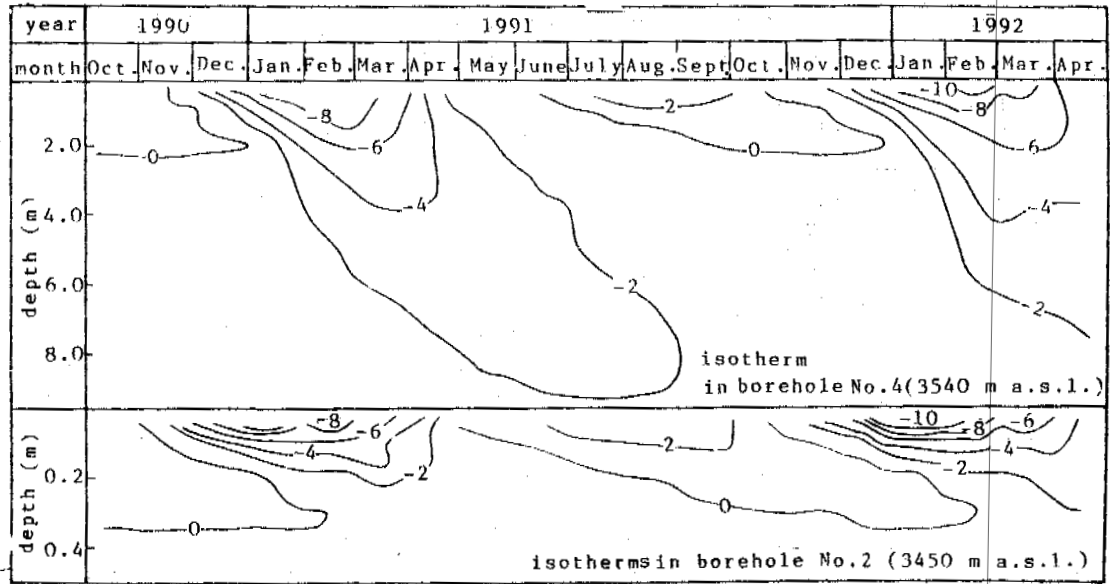 year 1990 1991 1992
month Oct. Nov. Dec. Jan. Feb. Mar. Apr. May June July Aug. Sept. Oct. Nov. Dec. Jan. Feb. Mar. Apr.
-10
-8 2 -8
2.0 0 -6 0 -6
depth (m)
4.0 -4 -4
6.0 -2 -2
8.0
isotherm
in borehole No.4(3540 m a.s.l.)
depth (m)
-8 -6 -10 -8 -6
-4 2 -4
0.2 -2 -2
0 0
0.4
isotherms in borehole No.2 (3450 m a.s.l.)